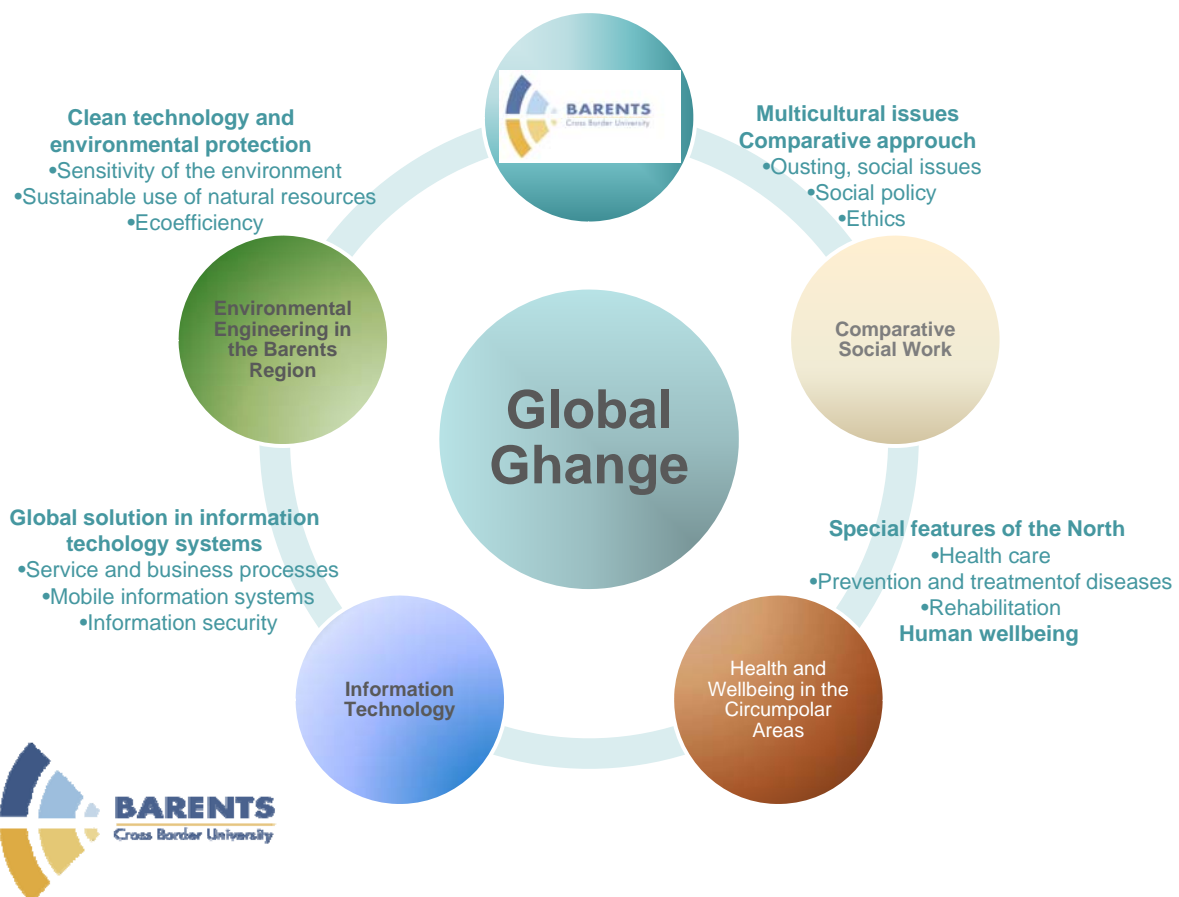 BARENTS
Cross Border University
Clean technology and
environmental protection
•Sensitivity of the environment
•Sustainable use of natural resources
•Ecoefficiency
Multicultural issues
Comparative approuch
•Ousting, social issues
•Social policy
•Ethics
Environmental
Engineering in
the Barents
Region
Comparative
Social Work
Global
Ghange
Global solution in information
techology systems
•Service and business processes
•Mobile information systems
•Information security
Special features of the North
•Health care
•Prevention and treatmentof diseases
•Rehabilitation
Human wellbeing
Information
Technology
Health and
Wellbeing in the
Circumpolar
Areas
BARENTS
Cross Border University